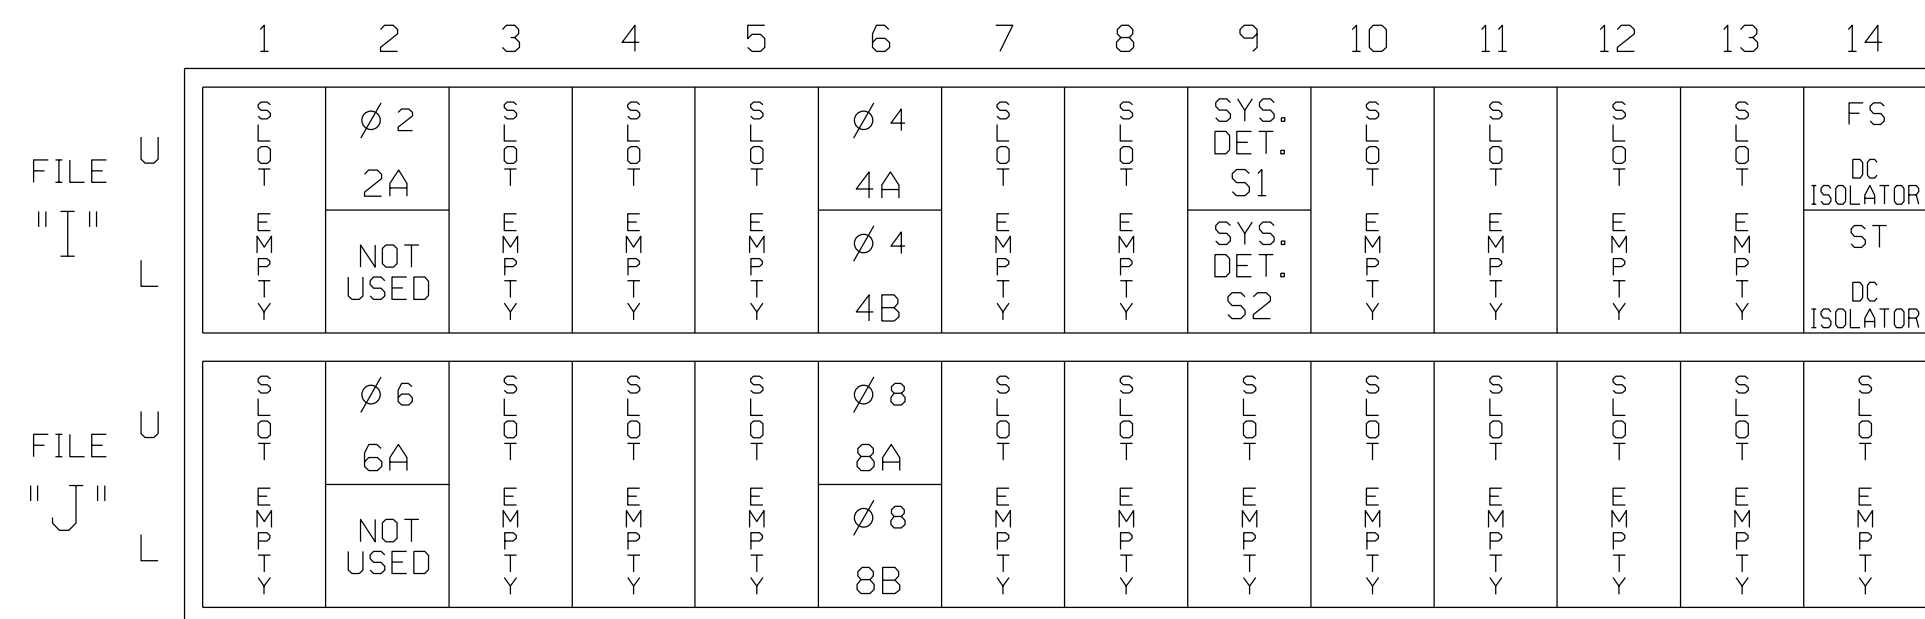 1 2 3 4 5 6 7 8 9 10 11 12 13 14
FILE
"I"
U
L
SLOT EMPTY
Ø 2
2A
NOT
USED
SLOT EMPTY
SLOT EMPTY
SLOT EMPTY
Ø 4
4A
Ø 4
4B
SLOT EMPTY
SLOT EMPTY
SYS.
DET.
S1
SYS.
DET.
S2
SLOT EMPTY
SLOT EMPTY
SLOT EMPTY
SLOT EMPTY
FS
DC
ISOLATOR
ST
DC
ISOLATOR
FILE
"J"
U
L
SLOT EMPTY
Ø 6
6A
NOT
USED
SLOT EMPTY
SLOT EMPTY
SLOT EMPTY
Ø 8
8A
Ø 8
8B
SLOT EMPTY
SLOT EMPTY
SLOT EMPTY
SLOT EMPTY
SLOT EMPTY
SLOT EMPTY
SLOT EMPTY
SLOT EMPTY